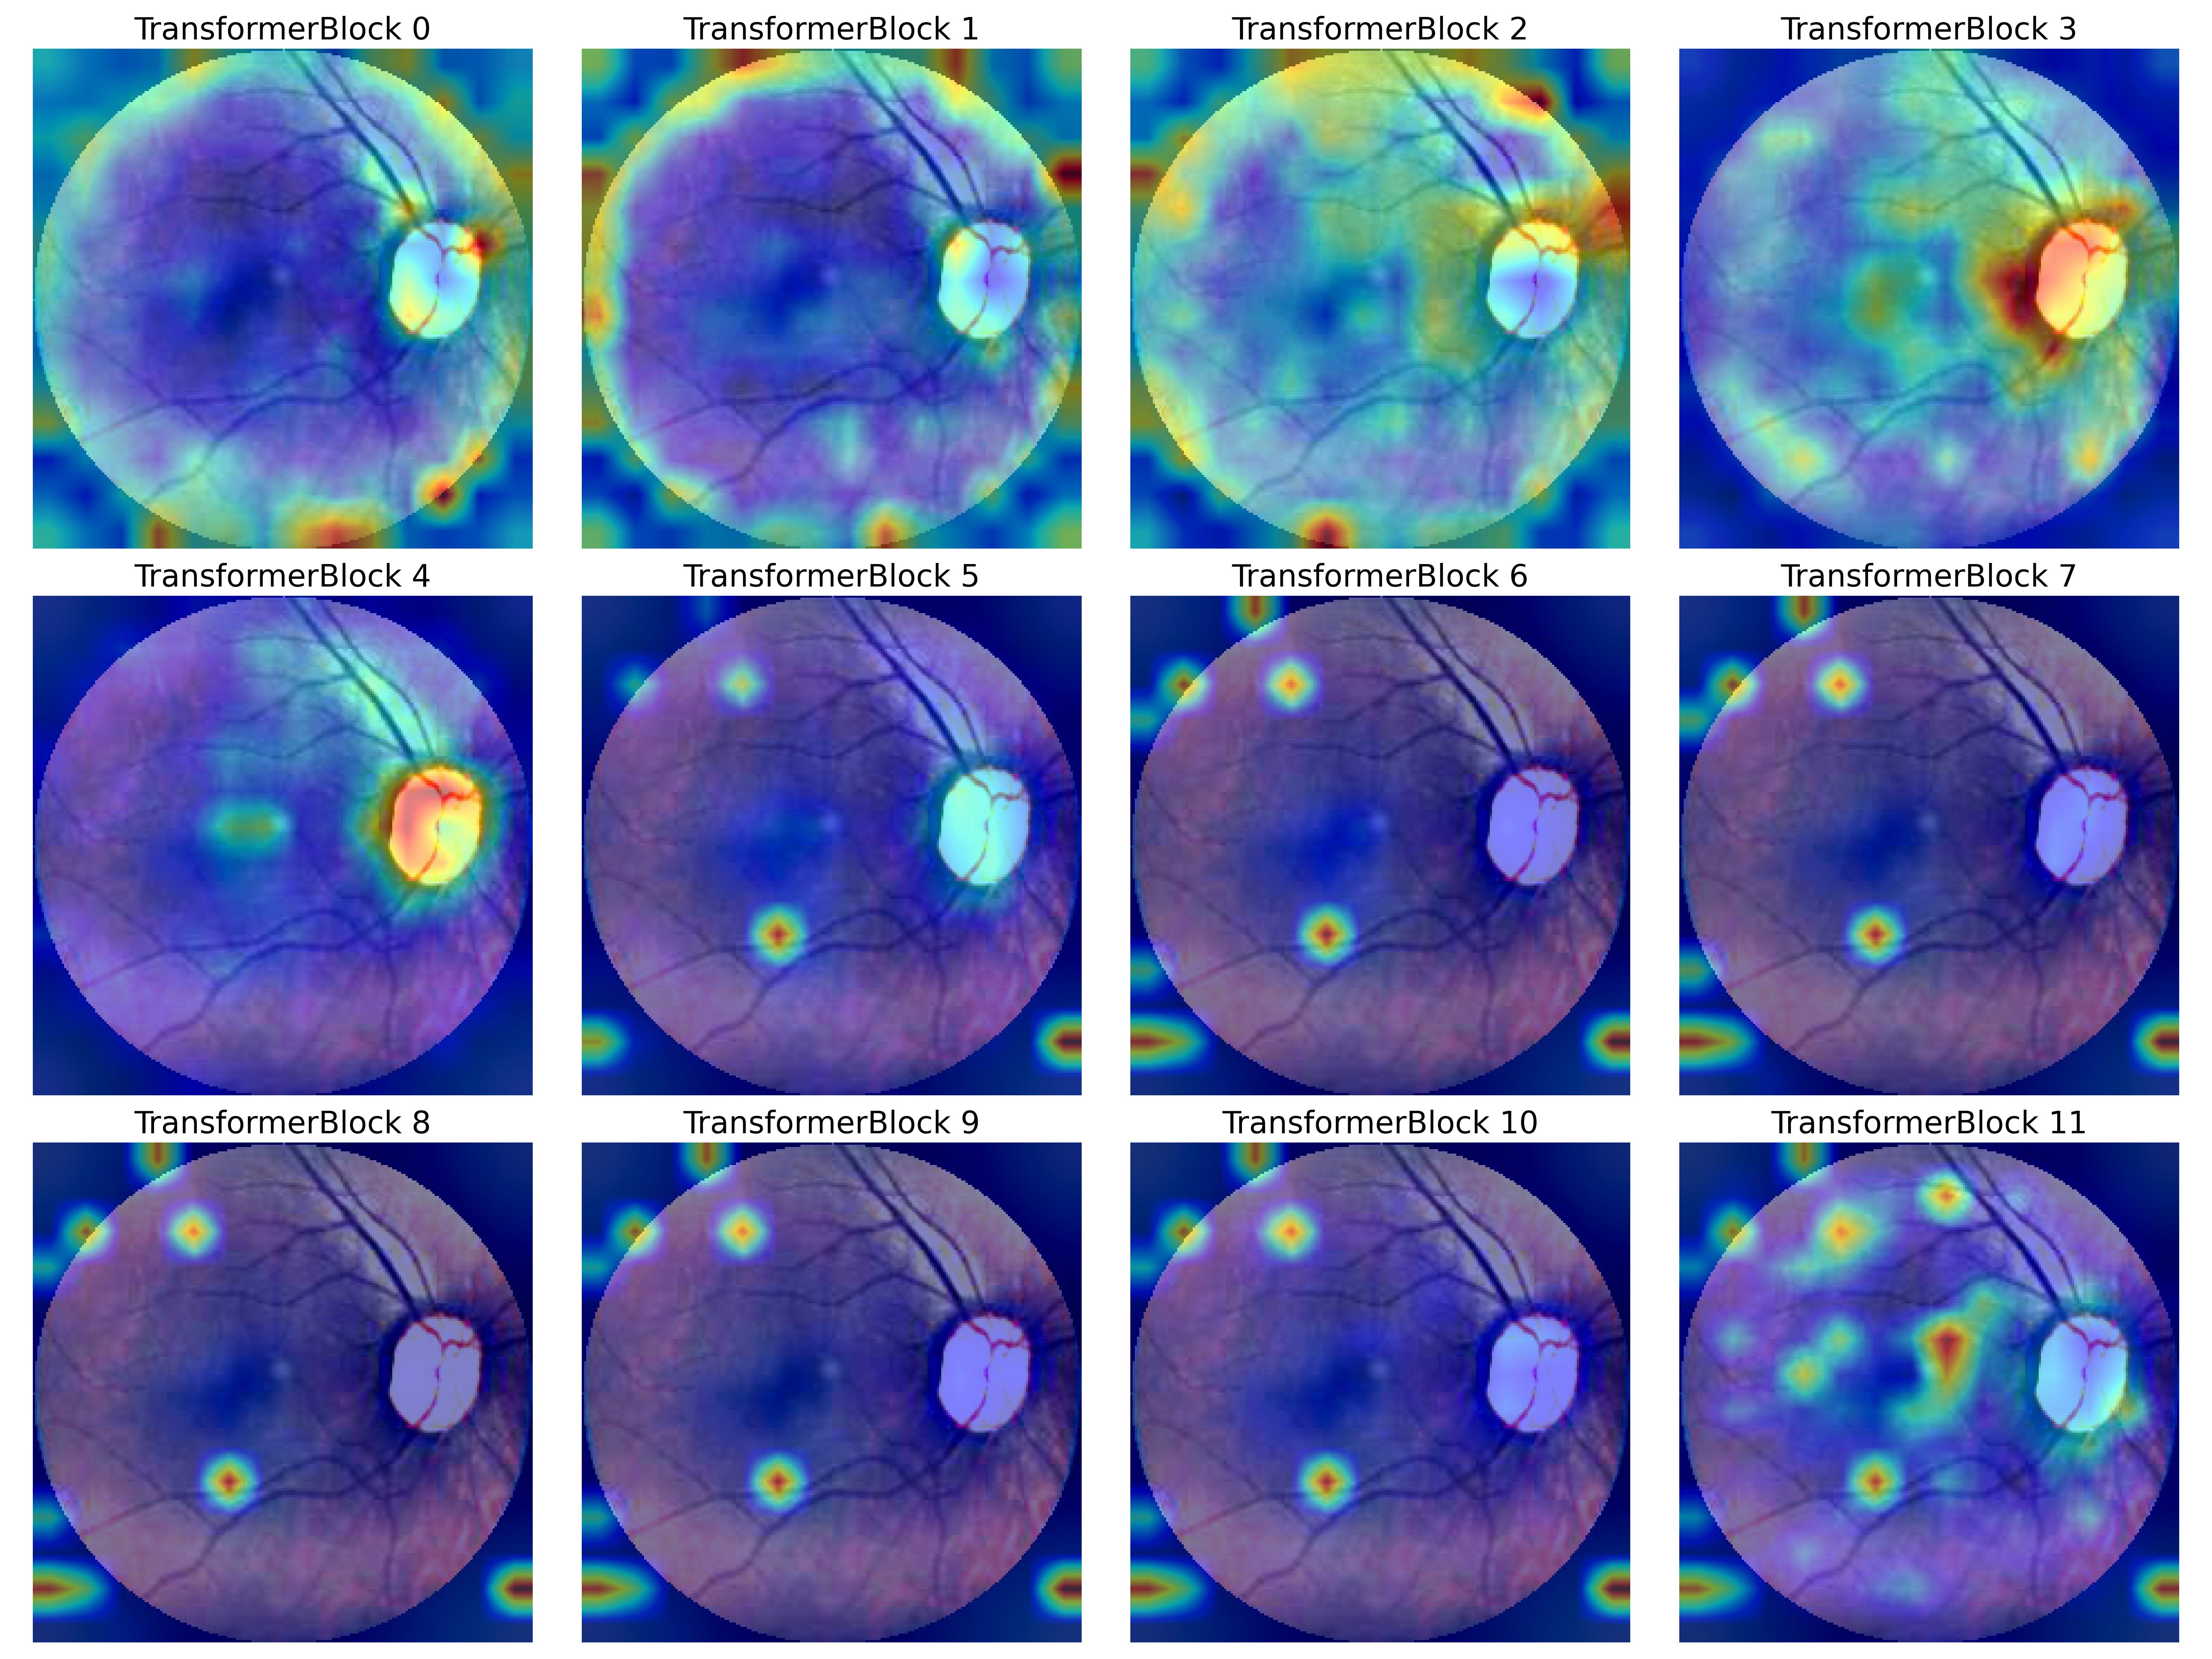 TransformerBlock 0
TransformerBlock 1
TransformerBlock 2
TransformerBlock 3
TransformerBlock 4
TransformerBlock 5
TransformerBlock 6
TransformerBlock 7
TransformerBlock 8
TransformerBlock 9
TransformerBlock 10
TransformerBlock 11